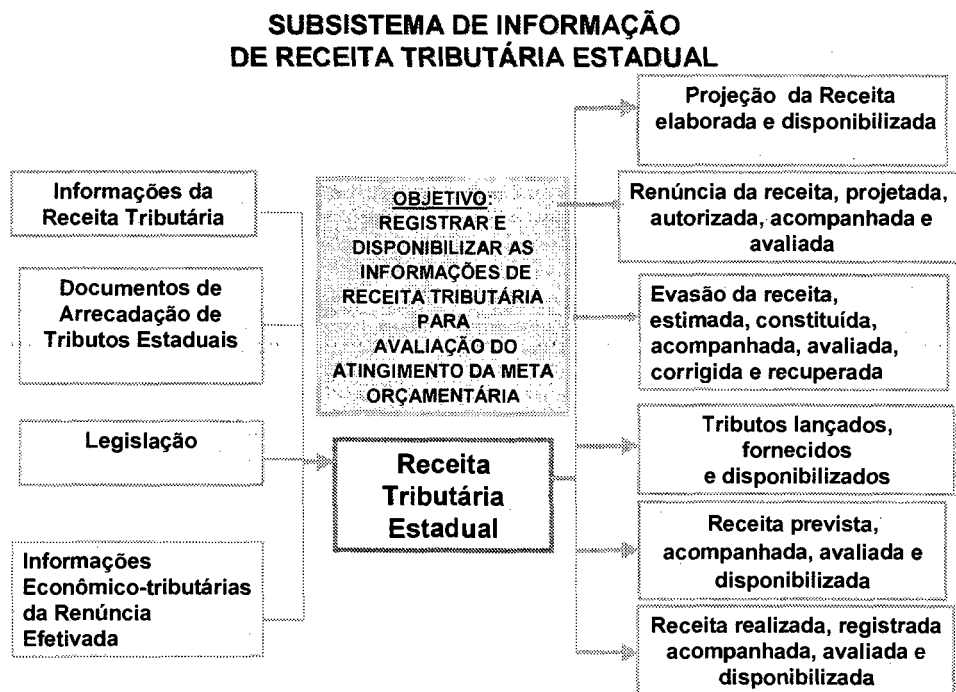 SUBSISTEMA DE INFORMAÇÃO
DE RECEITA TRIBUTÁRIA ESTADUAL
Informações da
Receita Tributária
Documentos de
Arrecadação de
Tributos Estaduais
Legislação
Informações
Econômico-tributárias
da Renúncia
Efetivada
OBJETIVO:
REGISTRAR E
DISPONIBILIZAR AS
INFORMAÇÕES DE
RECEITA TRIBUTÁRIA
PARA
AVALIAÇÃO DO
ATINGIMENTO DA META
ORÇAMENTÁRIA
Receita
Tributária
Estadual
Projeção da Receita
elaborada e disponibilizada
Renúncia da receita, projetada,
autorizada, acompanhada e
avaliada
Evasão da receita,
estimada, constituída,
acompanhada, avaliada,
corrigida e recuperada
Tributos lançados,
fornecidos
e disponibilizados
Receita prevista,
acompanhada, avaliada e
disponibilizada
Receita realizada, registrada
acompanhada, avaliada e
disponibilizada